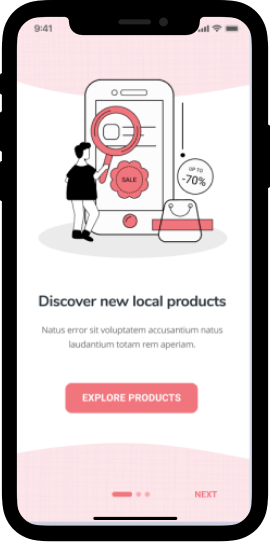 9:41
SALE
UP TO
-70%
Discover new local products
Natus error sit voluptatem accusantium natus
laudantium totam rem aperiam.
EXPLORE PRODUCTS
NEXT